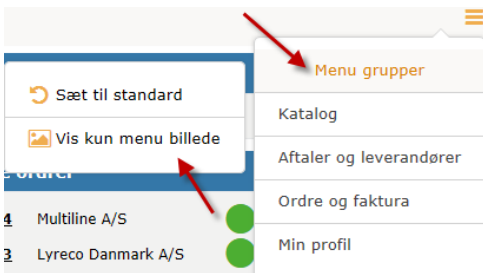 Menu grupper
Sæt til standard
Vis kun menu billede
Katalog
Aftaler og leverandører
Ordre og faktura
Min profil
ordrer
4 Multiline A/S
3 Lyreco Danmark A/S